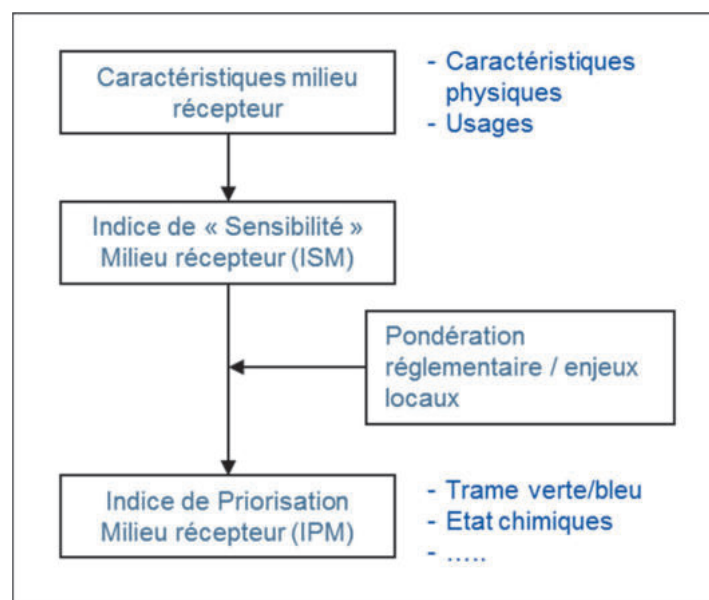 Caractéristiques milieu
récepteur
- Caractéristiques
physiques
- Usages
Indice de « Sensibilité »
Milieu récepteur (ISM)
Pondération
réglementaire / enjeux
locaux
Indice de Priorisation
Milieu récepteur (IPM)
- Trame verte/bleu
- Etat chimiques
- .....